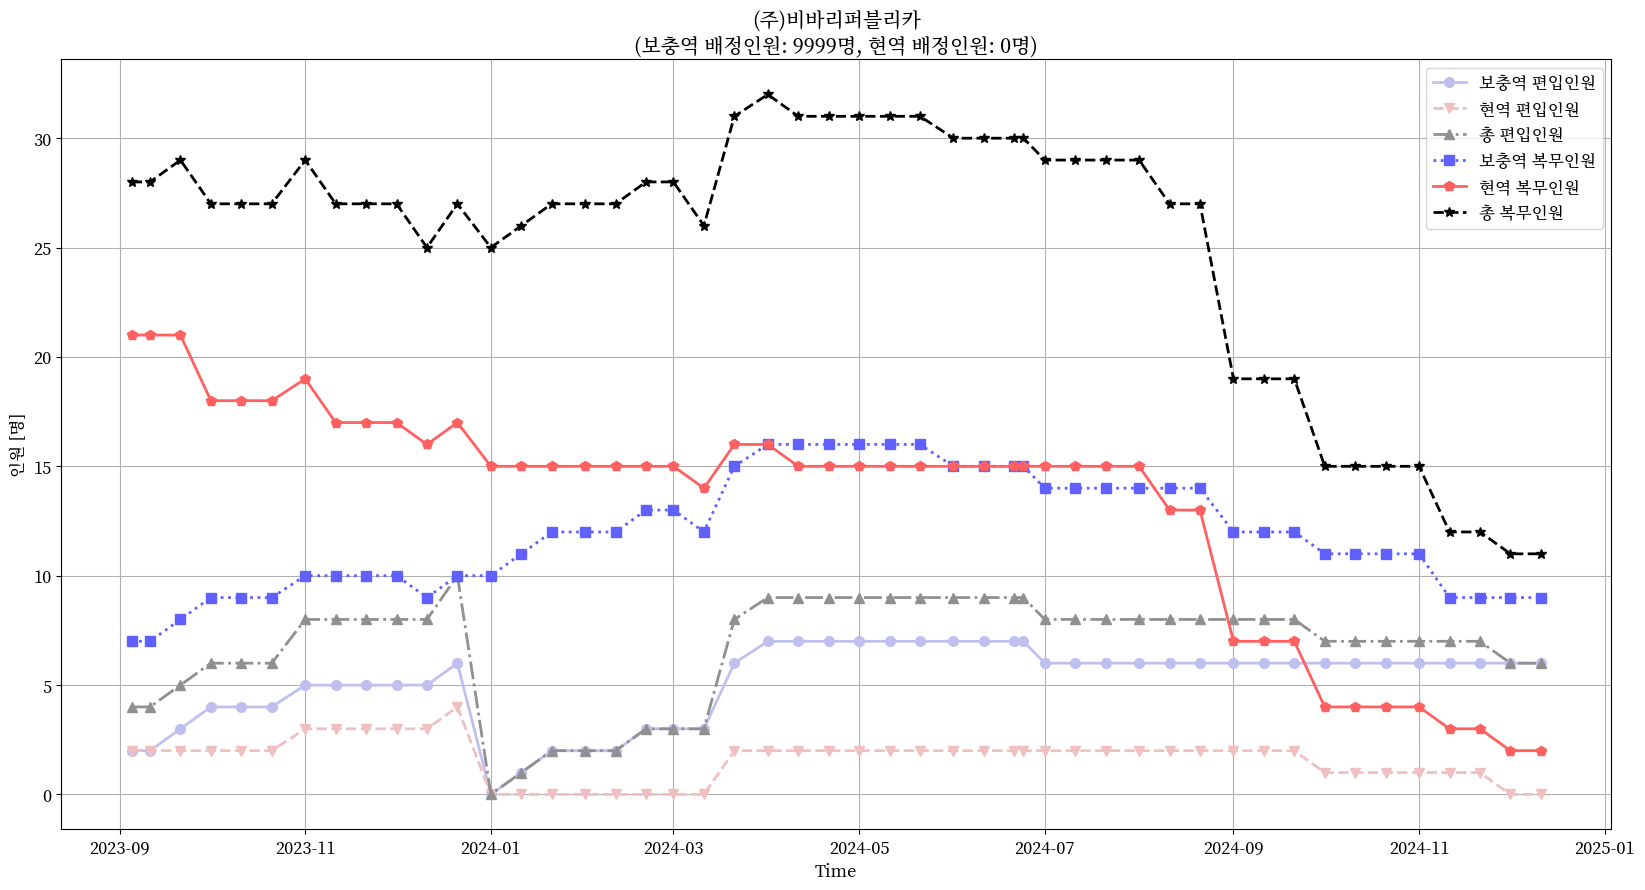 (주)비바리퍼블리카
(보충역 배정인원: 9999명, 현역 배정인원: 0명)
보충역 편입인원
현역 편입인원
총 편입인원
보충역 복무인원
현역 복무인원
총 복무인원
인원 [명]
30
25
20
15
10
5
0
2023-09
2023-11
2024-01
2024-03
2024-05
2024-07
2024-09
2024-11
2025-01
Time